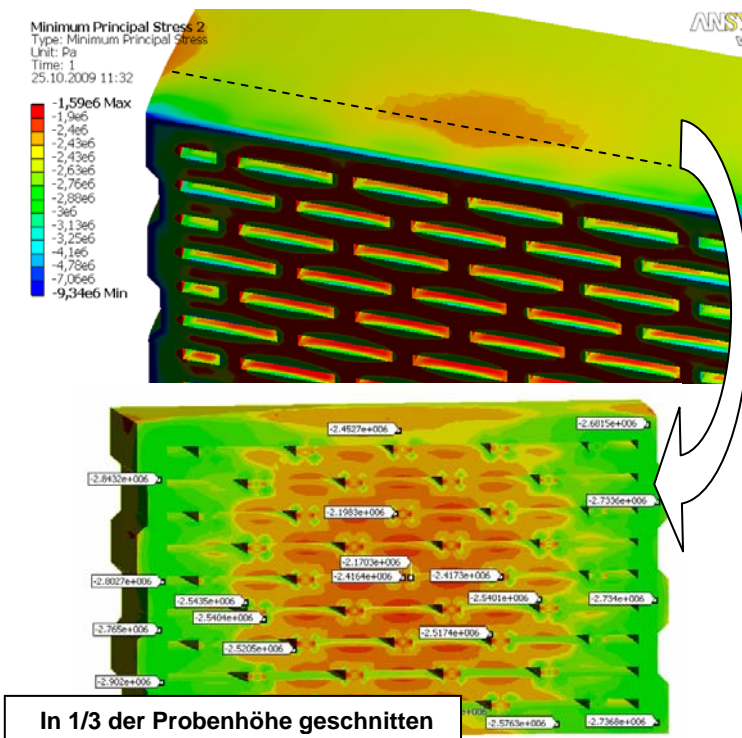 Minimum Principal Stress 2
Type: Minimum Principal Stress
Unit: Pa
Time: 1
25.10.2009 11:32
-1,59e6 Max
-1,9e6
-2,4e6
-2,43e6
-2,43e6
-2,63e6
-2,76e6
-2,88e6
-3e6
-3,13e6
-3,25e6
-4,1e6
-4,78e6
-7,06e6
-9,34e6 Min
-2.4527e+006
-2.6815e+006
-2.8432e+006
-2.7336e+006
-2.1983e+006
-2.1703e+006
-2.8027e+006
-2.4164e+006
-2.4173e+006
-2.5435e+006
-2.5401e+006
-2.734e+006
-2.5404e+006
-2.765e+006
-2.5174e+006
-2.5205e+006
-2.902e+006
-2.5763e+006
-2.7368e+006
In 1/3 der Probenhöhe geschnitten